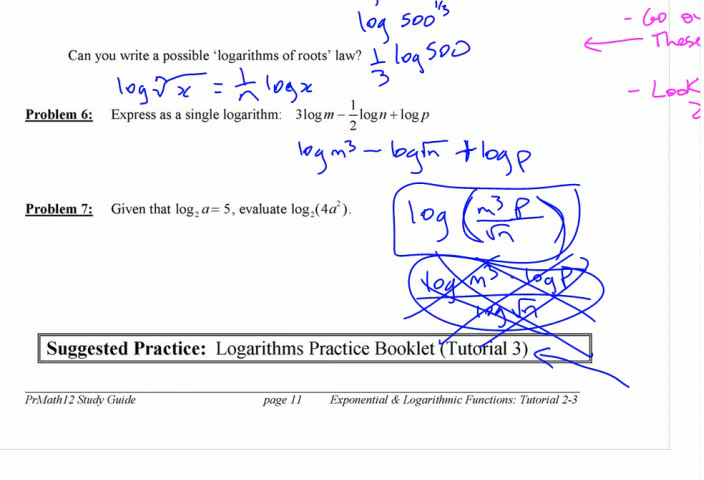 log 500^1/3
Can you write a possible ‘logarithms of roots’ law? 1/3 log 500
log ⁿ√x = 1/n log x
- Go
These
- Look
Problem 6: Express as a single logarithm: 3 log m − 1/2 log n + log p
log m³ − log √n + log p
Problem 7: Given that log₂ a = 5, evaluate log₂(4a²).
log (m³ p / √n)
log m³ · log p / log √n
Suggested Practice: Logarithms Practice Booklet (Tutorial 3)
PrMath12 Study Guide page 11 Exponential & Logarithmic Functions: Tutorial 2-3